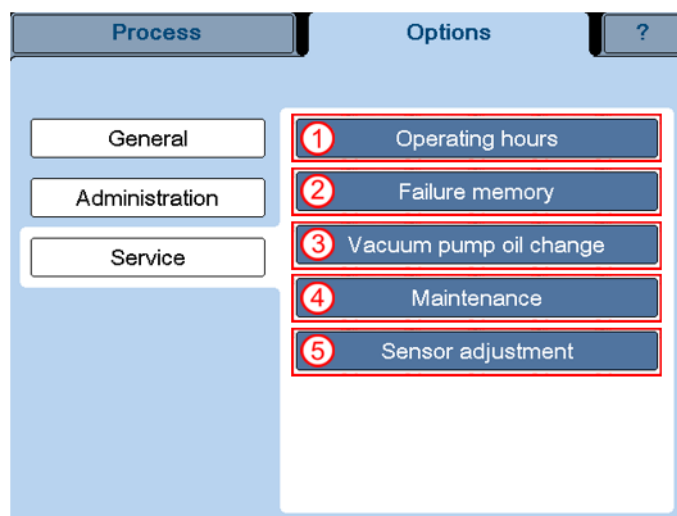 Process
Options
?
General
Administration
Service
1 Operating hours
2 Failure memory
3 Vacuum pump oil change
4 Maintenance
5 Sensor adjustment